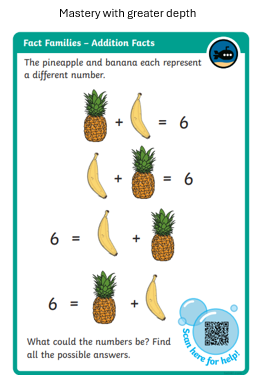 Mastery with greater depth
Fact Families – Addition Facts
The pineapple and banana each represent
a different number.
+ = 6
+ = 6
6 = +
6 = +
What could the numbers be? Find
all the possible answers.
Scan here for help!